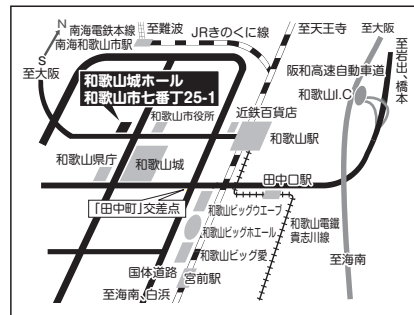 N
S
南海電鉄本線
南海和歌山市駅
至難波
JRきのくに線
至天王寺
至大阪
至岩出、橋本
至大阪
阪和高速自動車道
和歌山I.C
和歌山城ホール
和歌山市七番丁25-1
和歌山市役所
近鉄百貨店
和歌山駅
和歌山県庁
和歌山城
田中口駅
「田中町」交差点
和歌山ビッグウエーブ
和歌山ビッグホエール
和歌山ビッグ愛
和歌山電鐵
貴志川線
国体道路
宮前駅
至海南、白浜
至海南